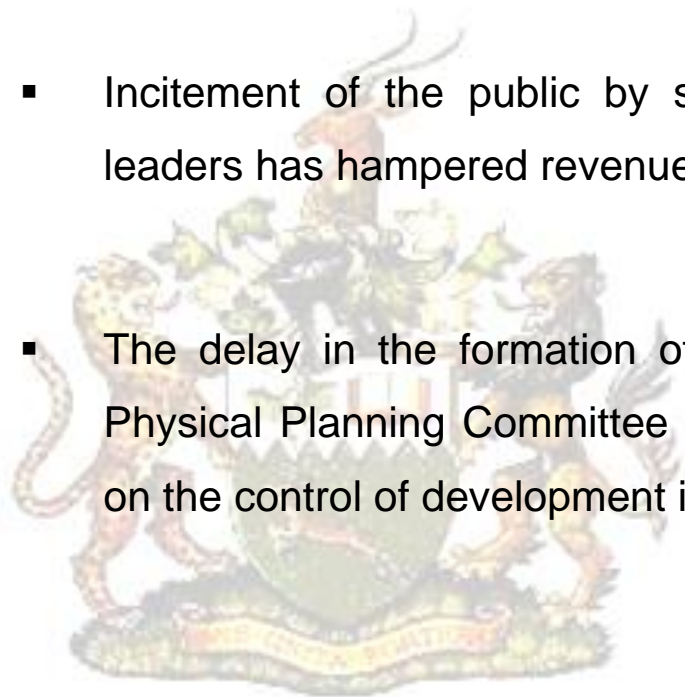 ▪ Incitement of the public by s
leaders has hampered revenue
▪ The delay in the formation of
Physical Planning Committee
on the control of development i